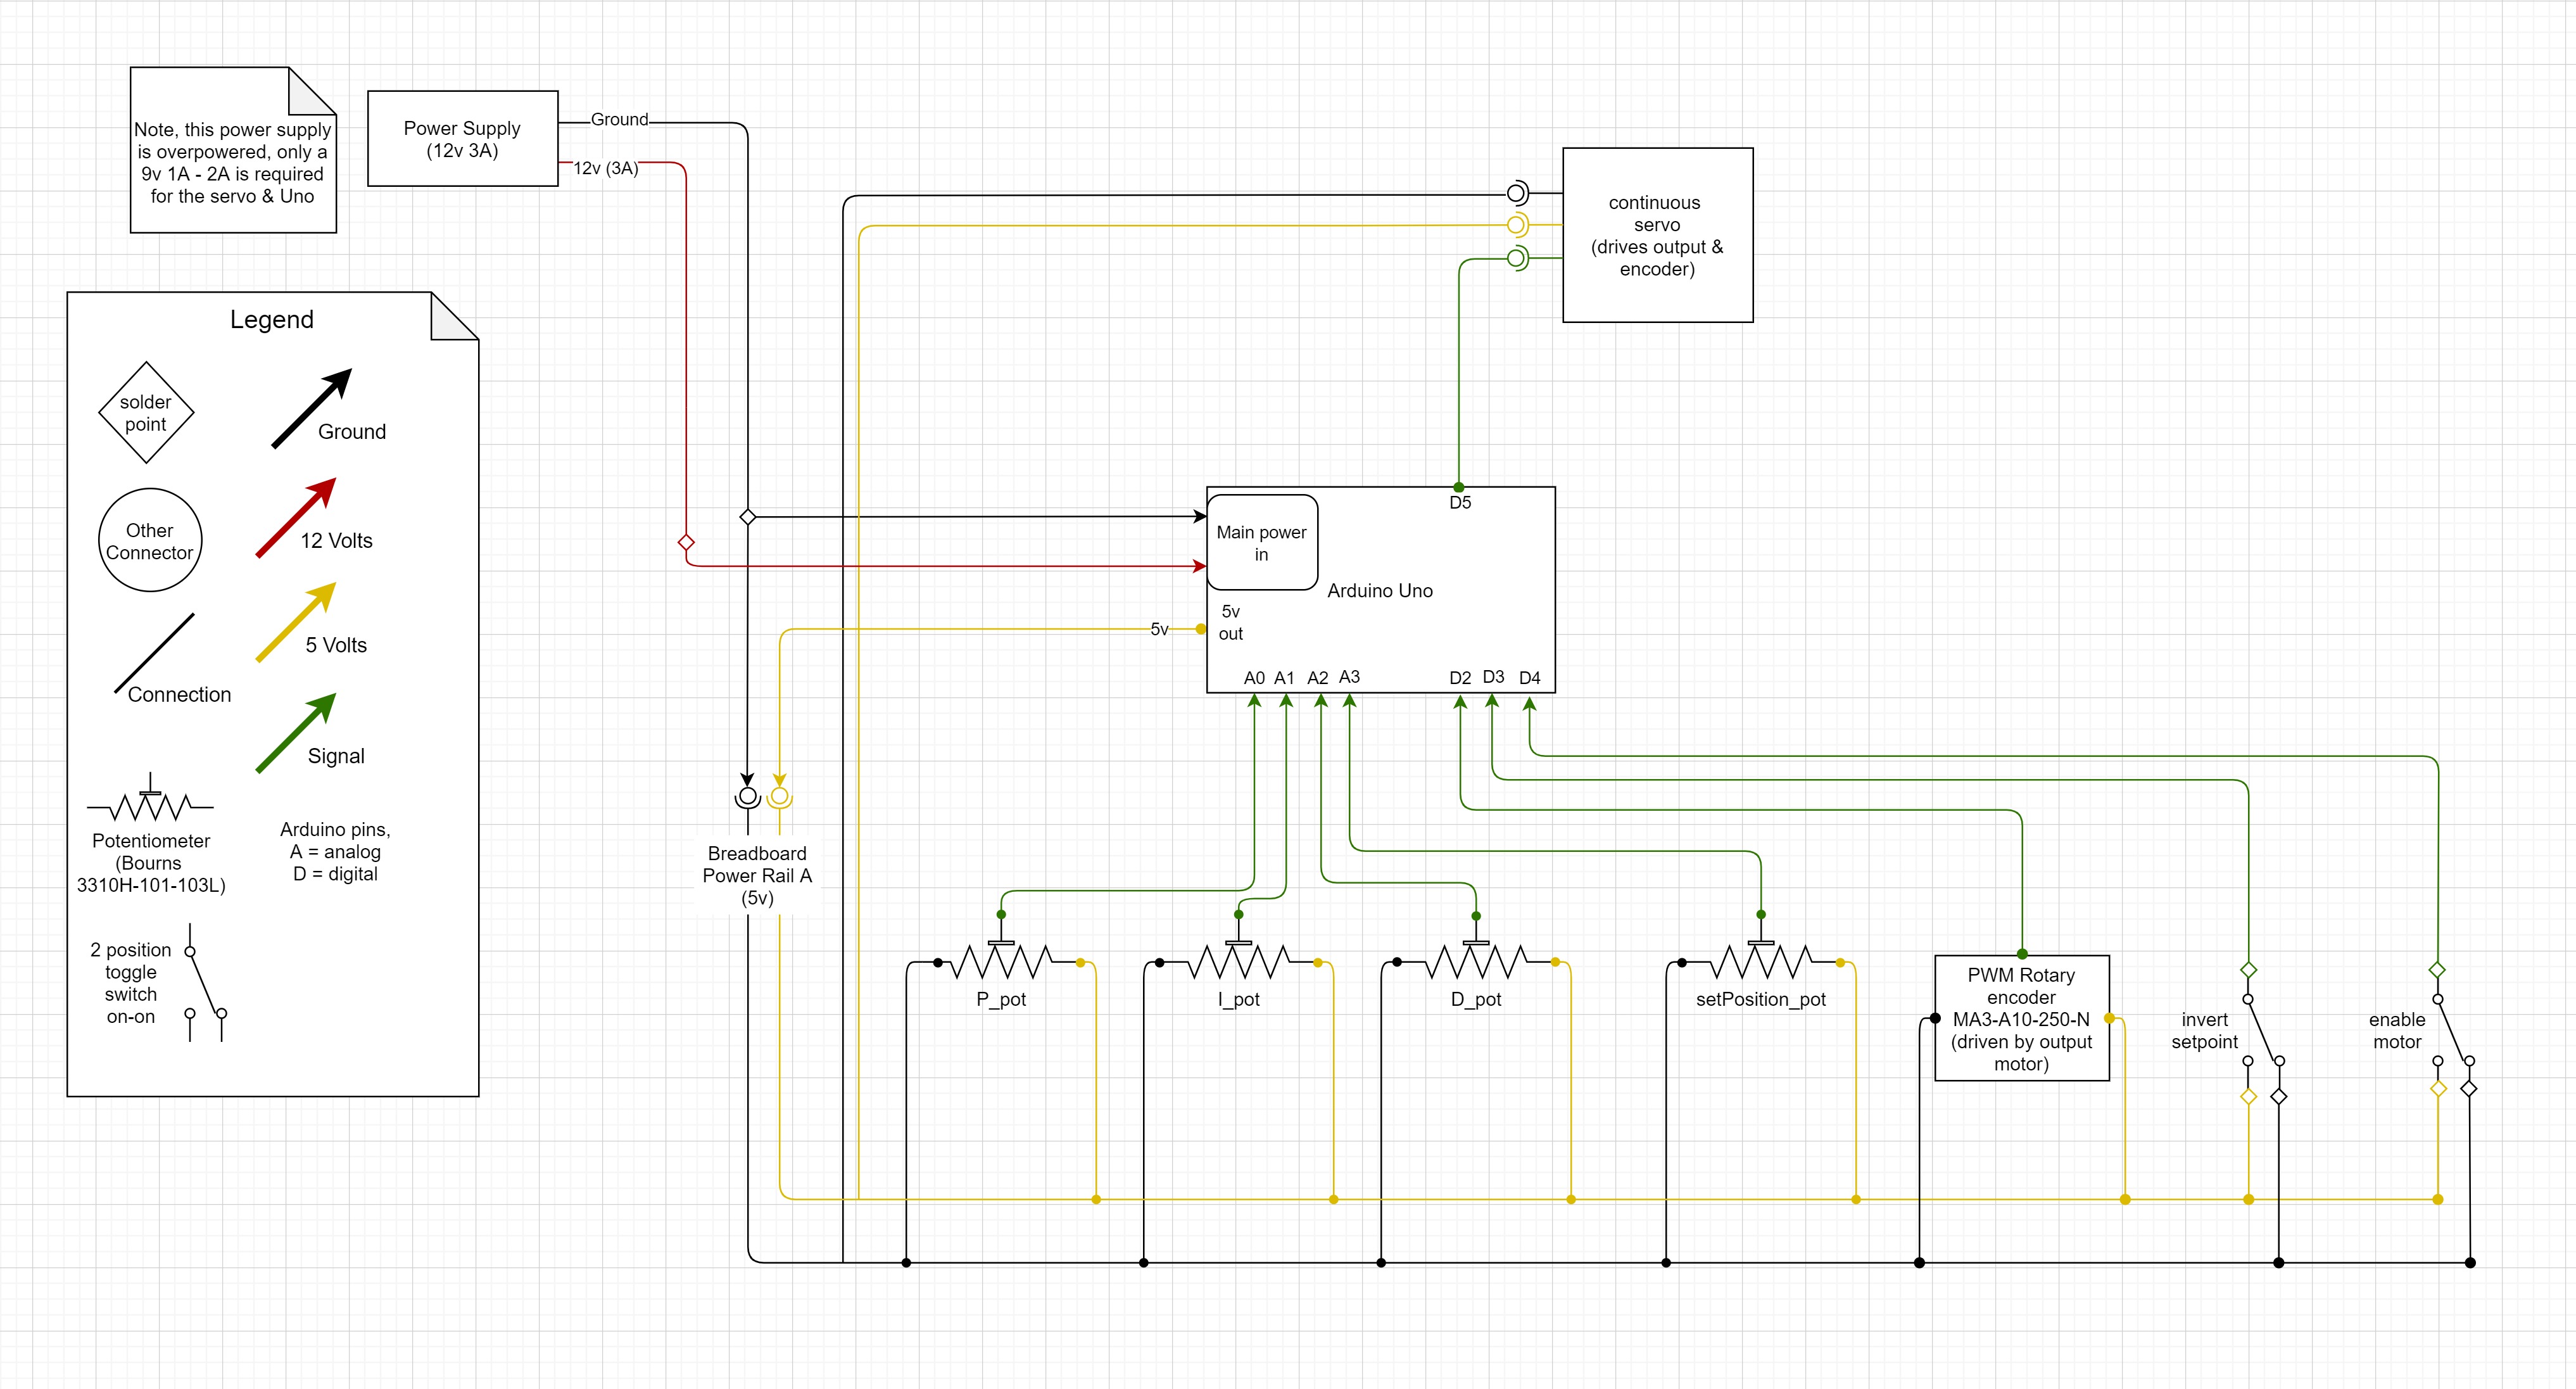 Note, this power supply
is overpowered, only a
9v 1A - 2A is required
for the servo & Uno
Power Supply
(12v 3A)
Ground
12v (3A)
continuous
servo
(drives output &
encoder)
Legend
solder
point
Ground
Other
Connector
12 Volts
5 Volts
Connection
Signal
Potentiometer
(Bourns
3310H-101-103L)
Arduino pins,
A = analog
D = digital
2 position
toggle
switch
on-on
D5
Main power
in
Arduino Uno
5v
out
5v
A0 A1 A2 A3 D2 D3 D4
Breadboard
Power Rail A
(5v)
P_pot
I_pot
D_pot
setPosition_pot
PWM Rotary
encoder
MA3-A10-250-N
(driven by output
motor)
invert
setpoint
enable
motor